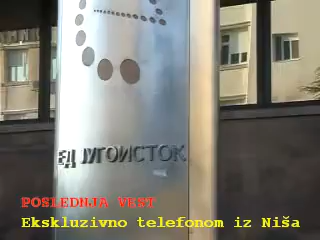 ЕД ЈУГОИСТОК
POSLEDNJA VEST
Ekskluzivno telefonom iz Niša